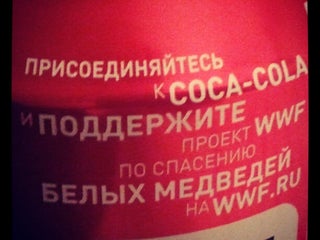 ПРИСОЕДИНЯЙТЕСЬ
К COCA-COLA
И ПОДДЕРЖИТЕ
ПРОЕКТ WWF
ПО СПАСЕНИЮ
БЕЛЫХ МЕДВЕДЕЙ
НА WWF.RU